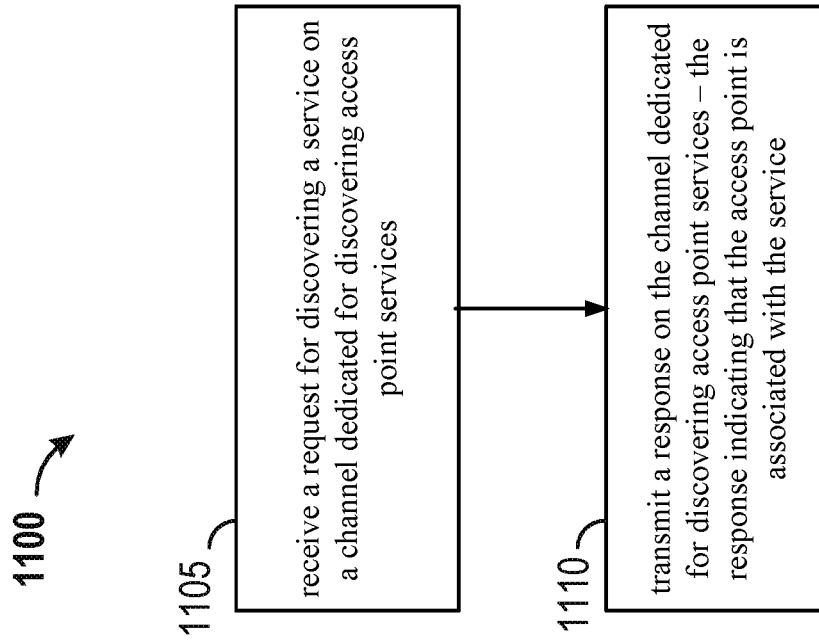 1100
1105
receive a request for discovering a service on
a channel dedicated for discovering access
point services
1110
transmit a response on the channel dedicated
for discovering access point services – the
response indicating that the access point is
associated with the service